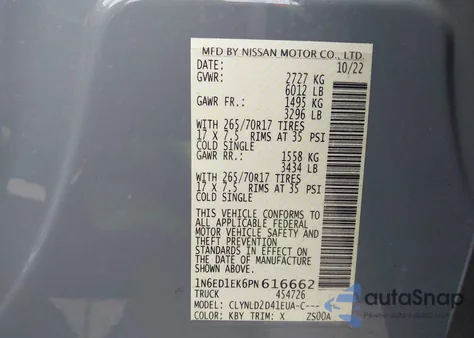 MFD BY NISSAN MOTOR CO., LTD.
DATE: 10/22
GVWR: 2727 KG
6012 LB
GAWR FR.: 1495 KG
3296 LB
WITH 265/70R17 TIRES
17 X 7.5 RIMS AT 35 PSI
COLD SINGLE
GAWR RR.: 1558 KG
3434 LB
WITH 265/70R17 TIRES
17 X 7.5 RIMS AT 35 PSI
COLD SINGLE
THIS VEHICLE CONFORMS TO
ALL APPLICABLE FEDERAL
MOTOR VEHICLE SAFETY AND
THEFT PREVENTION
STANDARDS IN EFFECT ON
THE DATE OF MANUFACTURE
SHOWN ABOVE.
1N6ED1EK6PN616662
TRUCK 454726
MODEL: CLYNLD2D41EUA-C---
COLOR: KBY TRIM: X ZS00A
autoSnap